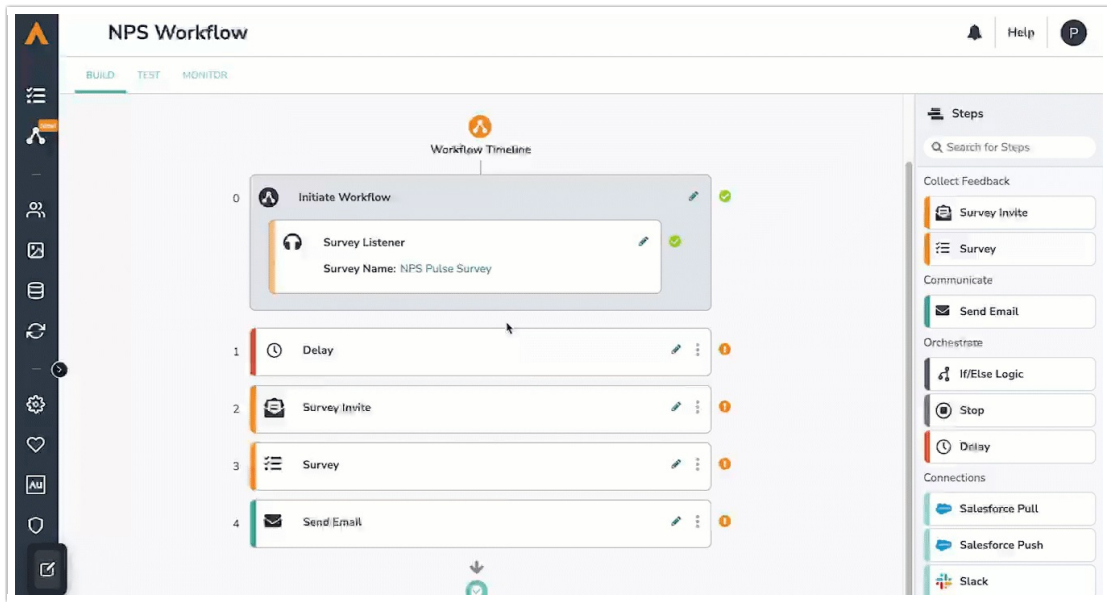 NPS Workflow
Help
P
BUILD TEST MONITOR
Workflow Timeline
0 Initiate Workflow
Survey Listener
Survey Name: NPS Pulse Survey
1 Delay
2 Survey Invite
3 Survey
4 Send Email
Steps
Search for Steps
Collect Feedback
Survey Invite
Survey
Communicate
Send Email
Orchestrate
If/Else Logic
Stop
Delay
Connections
Salesforce Pull
Salesforce Push
Slack
AU